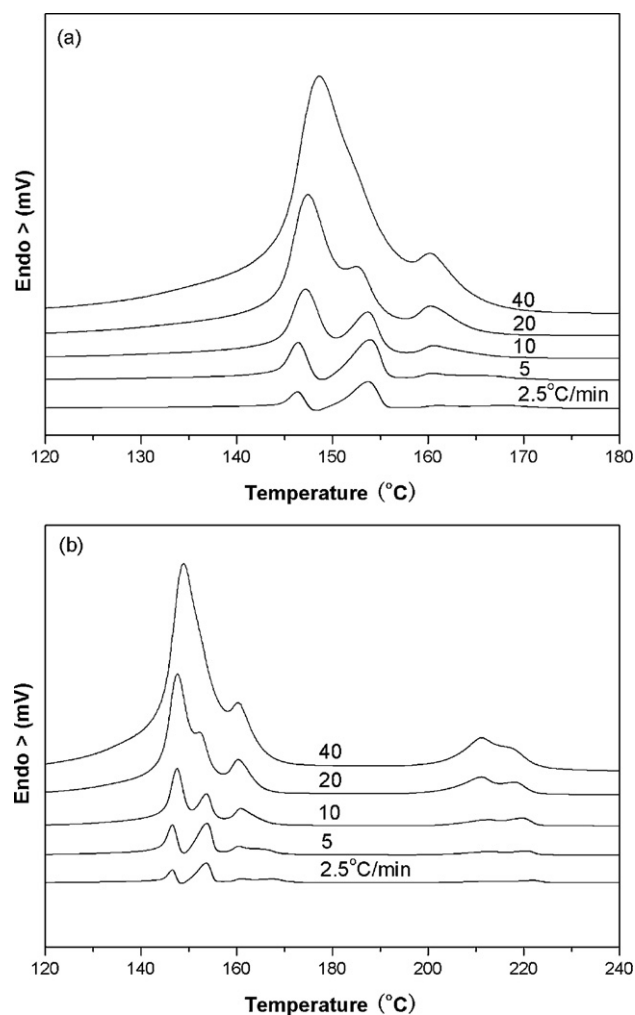 (a)
Endo > (mV)
40
20
10
5
2.5°C/min
120 130 140 150 160 170 180
Temperature (°C)
(b)
Endo > (mV)
40
20
10
5
2.5°C/min
120 140 160 180 200 220 240
Temperature (°C)